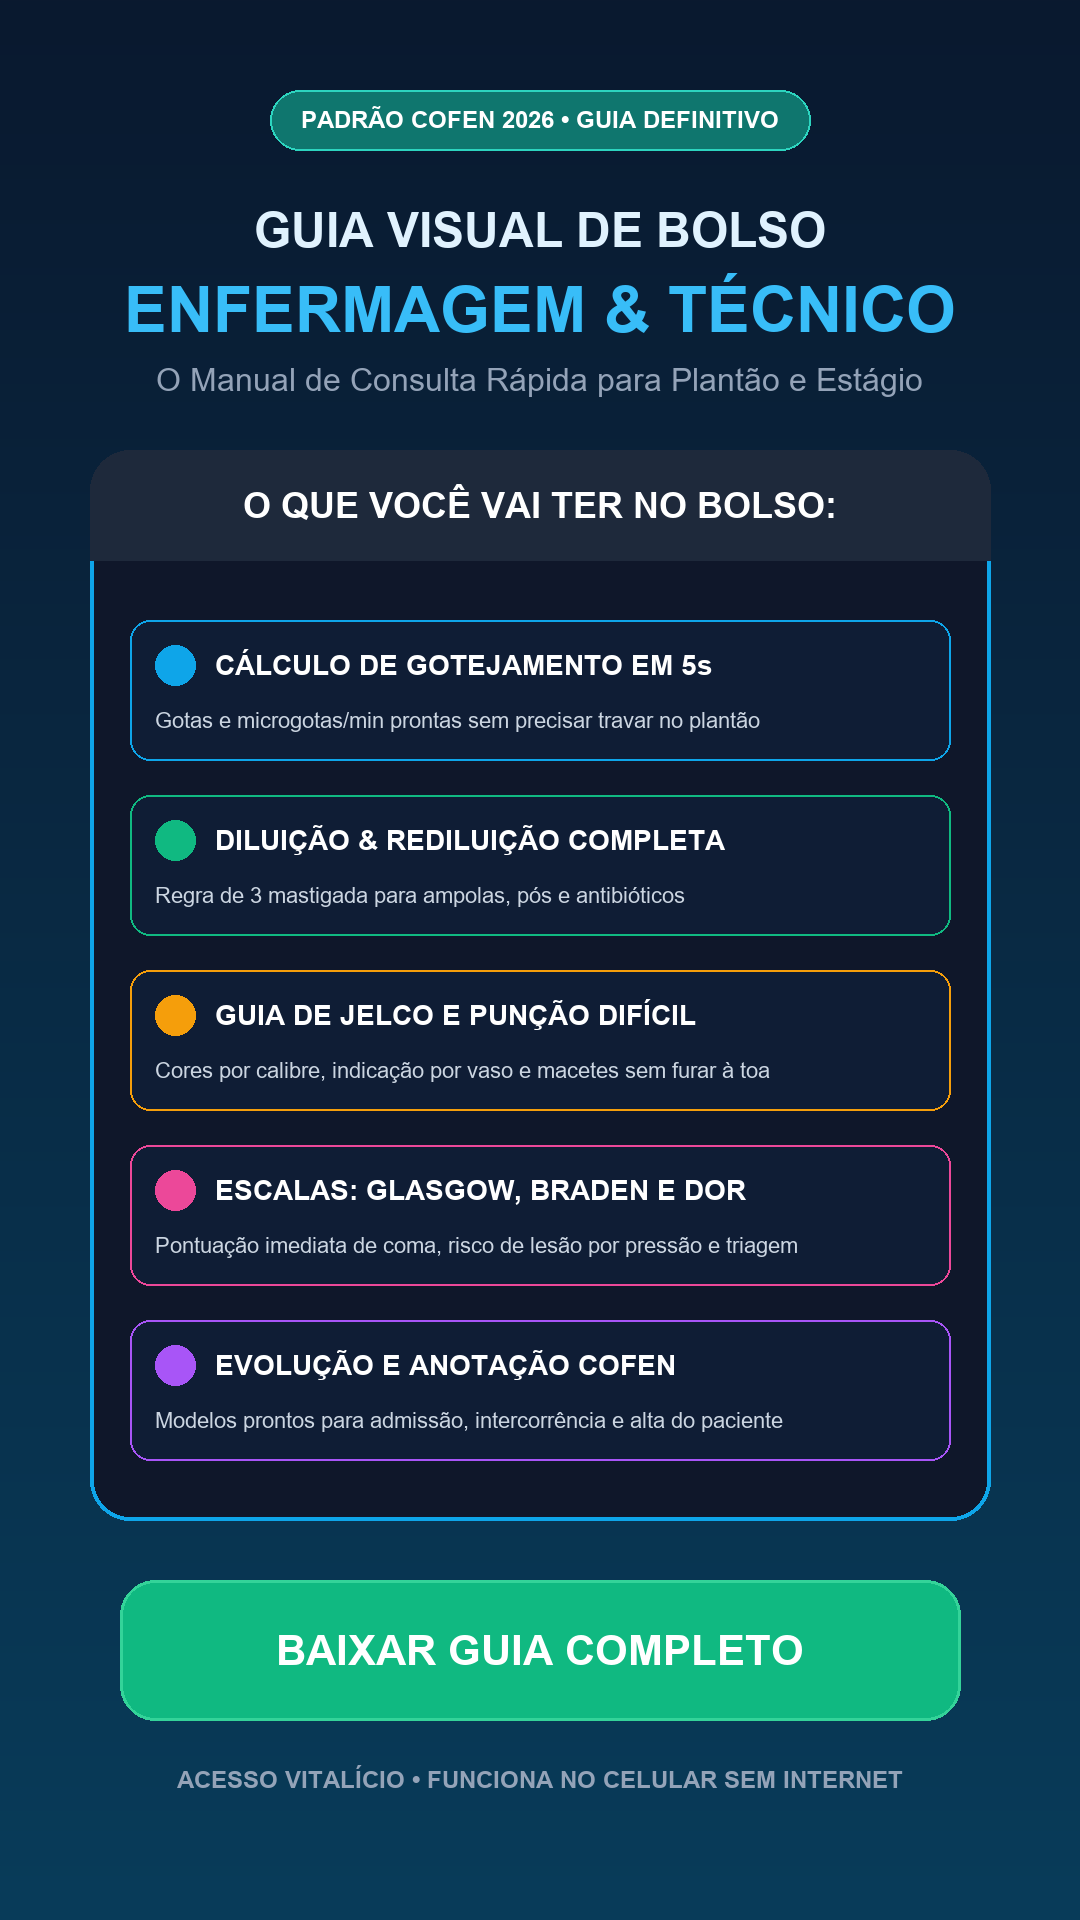 PADRÃO COFEN 2026 • GUIA DEFINITIVO
GUIA VISUAL DE BOLSO
ENFERMAGEM & TÉCNICO
O Manual de Consulta Rápida para Plantão e Estágio
O QUE VOCÊ VAI TER NO BOLSO:
CÁLCULO DE GOTEJAMENTO EM 5s
Gotas e microgotas/min prontas sem precisar travar no plantão
DILUIÇÃO & REDILUIÇÃO COMPLETA
Regra de 3 mastigada para ampolas, pós e antibióticos
GUIA DE JELCO E PUNÇÃO DIFÍCIL
Cores por calibre, indicação por vaso e macetes sem furar à toa
ESCALAS: GLASGOW, BRADEN E DOR
Pontuação imediata de coma, risco de lesão por pressão e triagem
EVOLUÇÃO E ANOTAÇÃO COFEN
Modelos prontos para admissão, intercorrência e alta do paciente
BAIXAR GUIA COMPLETO
ACESSO VITALÍCIO • FUNCIONA NO CELULAR SEM INTERNET